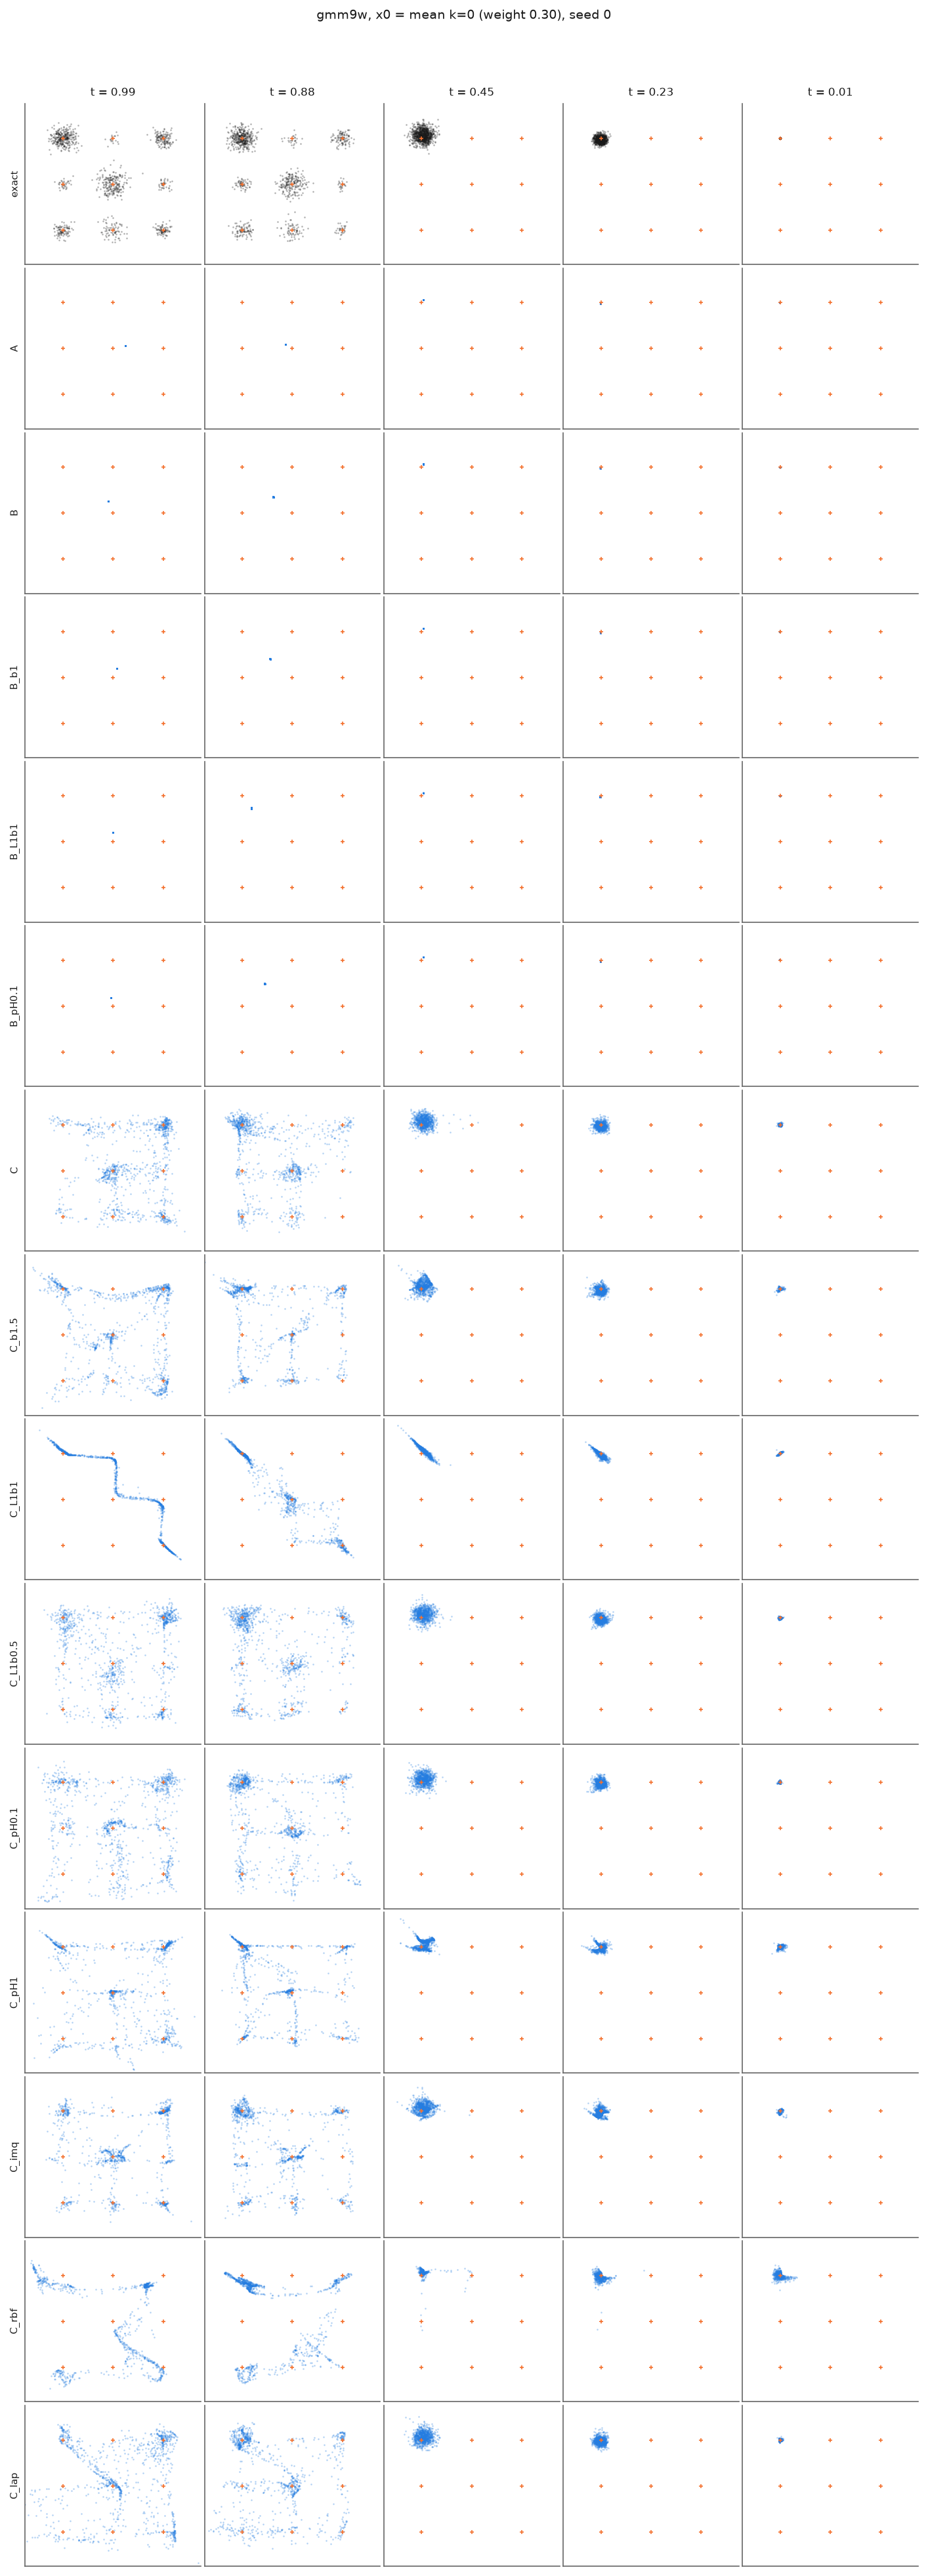 gmm9w, x0 = mean k=0 (weight 0.30), seed 0
t = 0.99
t = 0.88
t = 0.45
t = 0.23
t = 0.01
exact
A
B
B_b1
B_L1b1
B_pH0.1
C
C_b1.5
C_L1b1
C_L1b0.5
C_pH0.1
C_pH1
C_imq
C_rbf
C_lap